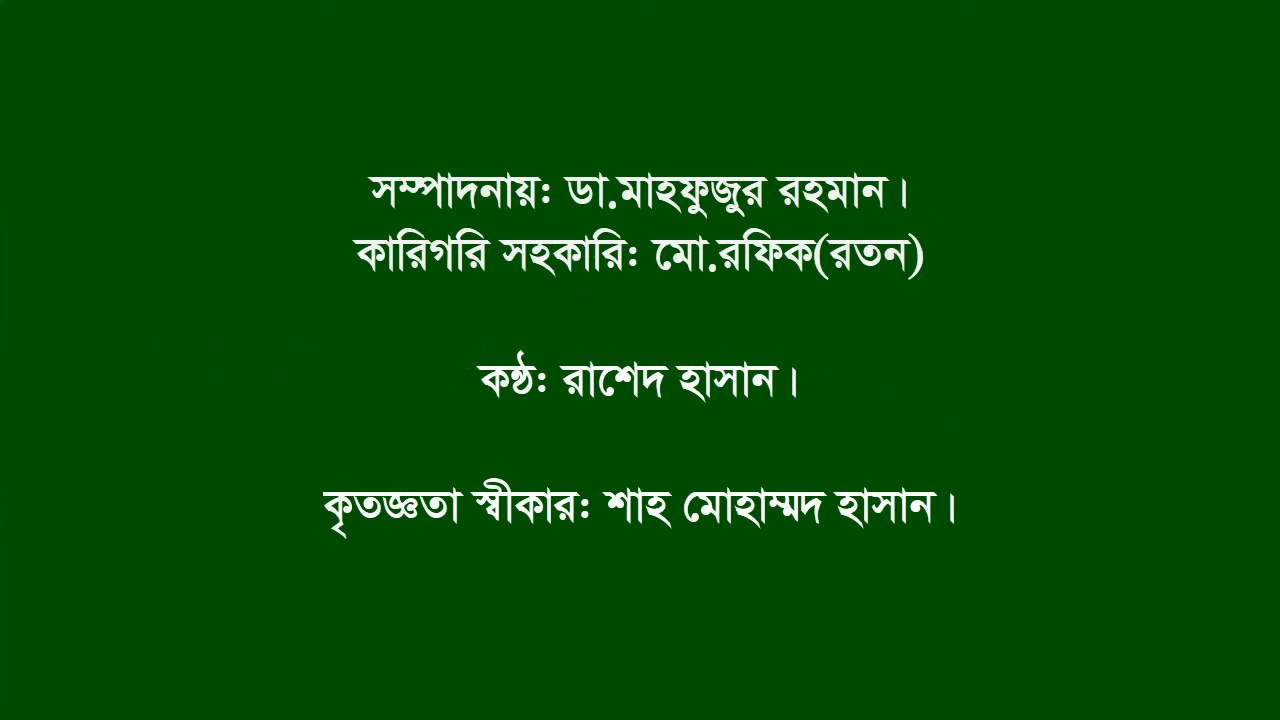 সম্পাদনায়: ডা.মাহফুজুর রহমান।
কারিগরি সহকারি: মো.রফিক(রতন)
কন্ঠ: রাশেদ হাসান।
কৃতজ্ঞতা স্বীকার: শাহ মোহাম্মদ হাসান।